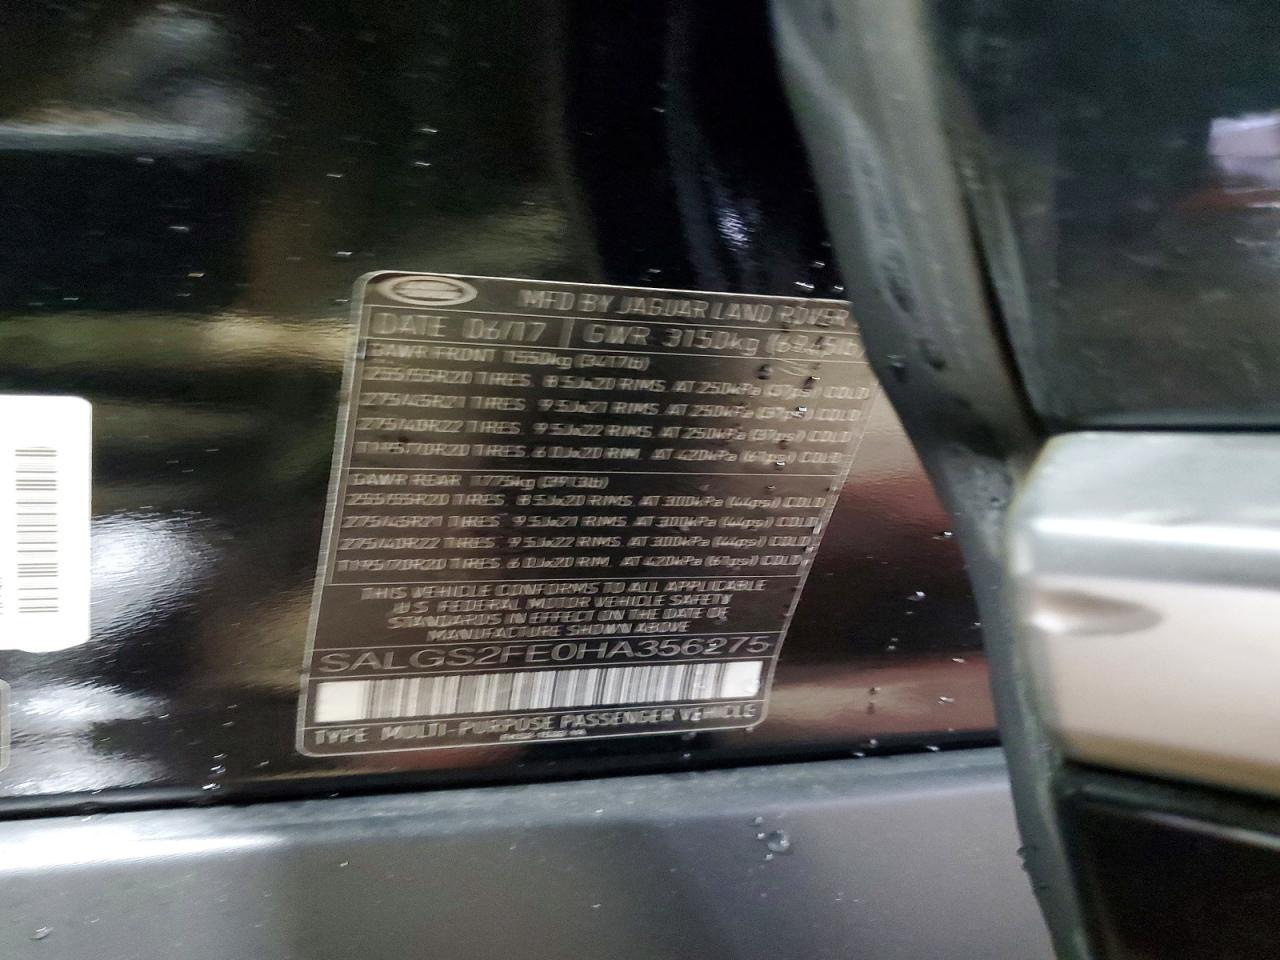 MFD BY JAGUAR LAND ROVER
DATE 06/17 GWR 3150kg (6945lb)
GAWR FRONT 1550kg (3417lb)
255/55R20 TIRES, 8.5Jx20 RIMS, AT 250kPa (37psi) COLD
275/45R21 TIRES, 9.5Jx21 RIMS, AT 250kPa (37psi) COLD
275/40R22 TIRES, 9.5Jx22 RIMS, AT 250kPa (37psi) COLD
T195/70R20 TIRES, 6.0Jx20 RIM, AT 420kPa (61psi) COLD
GAWR REAR 1775kg (3913lb)
255/55R20 TIRES, 8.5Jx20 RIMS, AT 300kPa (44psi) COLD
275/45R21 TIRES, 9.5Jx21 RIMS, AT 300kPa (44psi) COLD
275/40R22 TIRES, 9.5Jx22 RIMS, AT 300kPa (44psi) COLD
T195/70R20 TIRES, 6.0Jx20 RIM, AT 420kPa (61psi) COLD
THIS VEHICLE CONFORMS TO ALL APPLICABLE
U.S. FEDERAL MOTOR VEHICLE SAFETY
STANDARDS IN EFFECT ON THE DATE OF
MANUFACTURE SHOWN ABOVE
SALGS2FE0HA356275
TYPE MULTI-PURPOSE PASSENGER VEHICLE